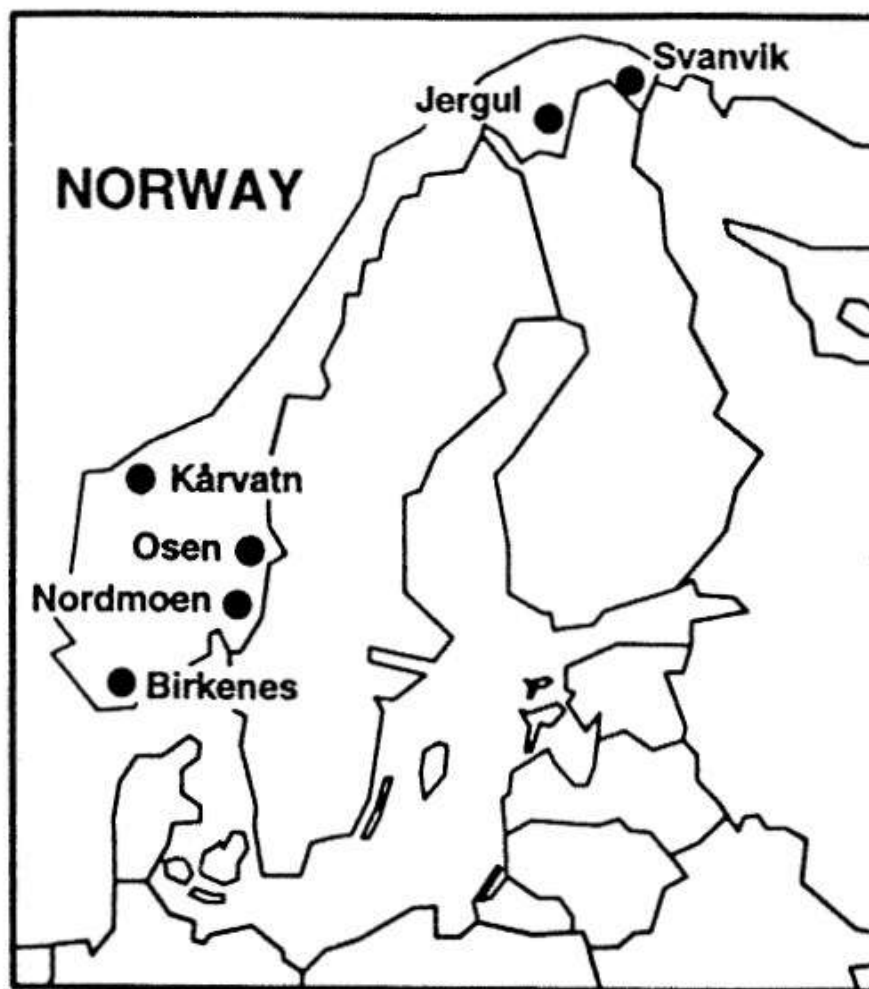 Svanvik
Jergul
NORWAY
Kårvatn
Osen
Nordmoen
Birkenes